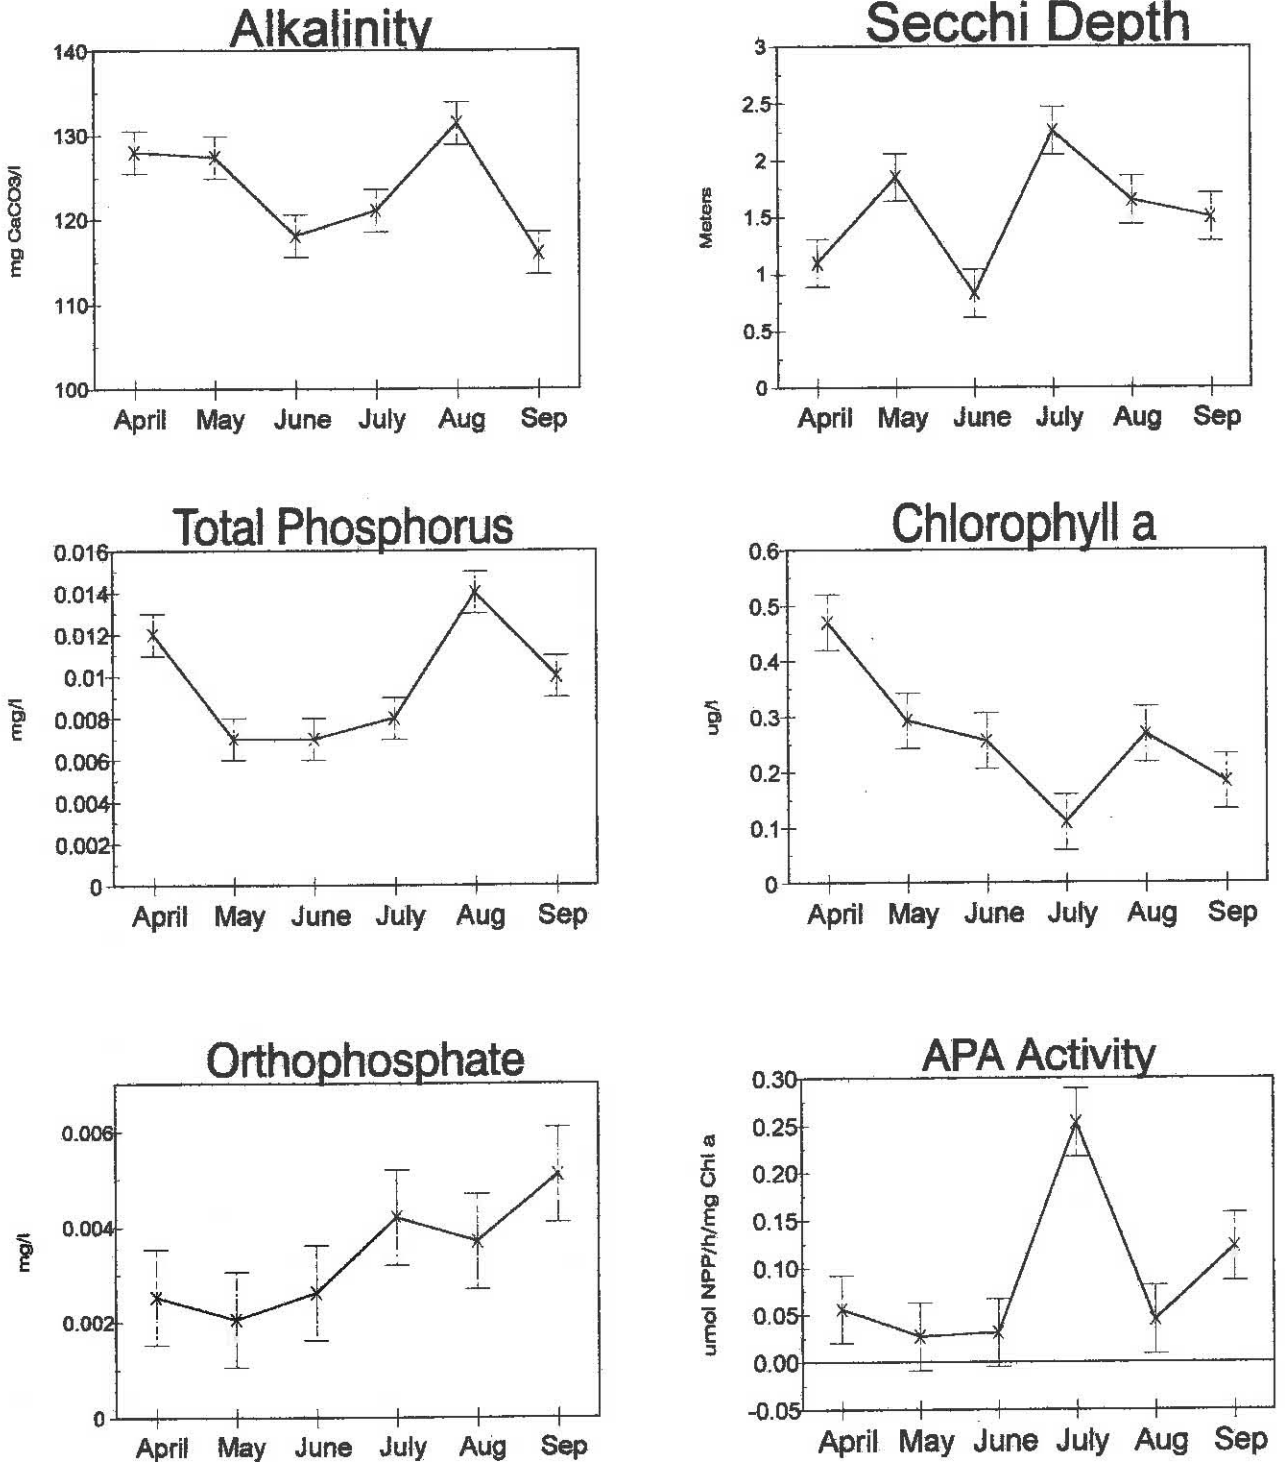 Alkalinity
140
130
120
110
100
mg CaCO3/l
April May June July Aug Sep
Secchi Depth
3
2.5
2
1.5
1
0.5
0
Meters
April May June July Aug Sep
Total Phosphorus
0.016
0.014
0.012
0.01
0.008
0.006
0.004
0.002
0
mg/l
April May June July Aug Sep
Chlorophyll a
0.6
0.5
0.4
0.3
0.2
0.1
0
ug/l
April May June July Aug Sep
Orthophosphate
0.006
0.004
0.002
0
mg/l
April May June July Aug Sep
APA Activity
0.30
0.25
0.20
0.15
0.10
0.05
0.00
-0.05
umol NPP/h/mg Chl a
April May June July Aug Sep